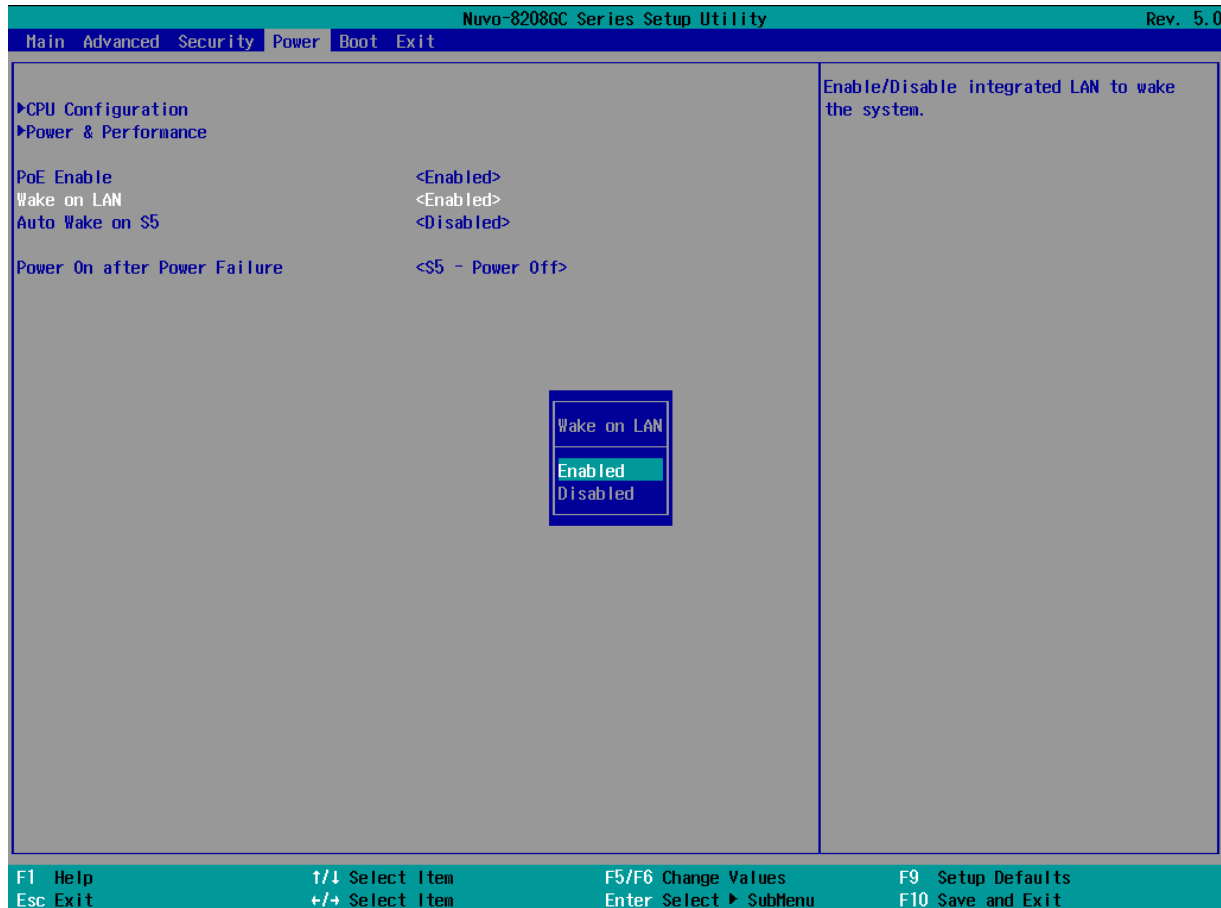 Nuvo-8208GC Series Setup Utility Rev. 5.0
Main Advanced Security Power Boot Exit
Enable/Disable integrated LAN to wake
the system.
▶CPU Configuration
▶Power & Performance
PoE Enable <Enabled>
Wake on LAN <Enabled>
Auto Wake on S5 <Disabled>
Power On after Power Failure <S5 - Power Off>
Wake on LAN
Enabled
Disabled
F1 Help ↑/↓ Select Item F5/F6 Change Values F9 Setup Defaults
Esc Exit ←/→ Select Item Enter Select ▶ SubMenu F10 Save and Exit